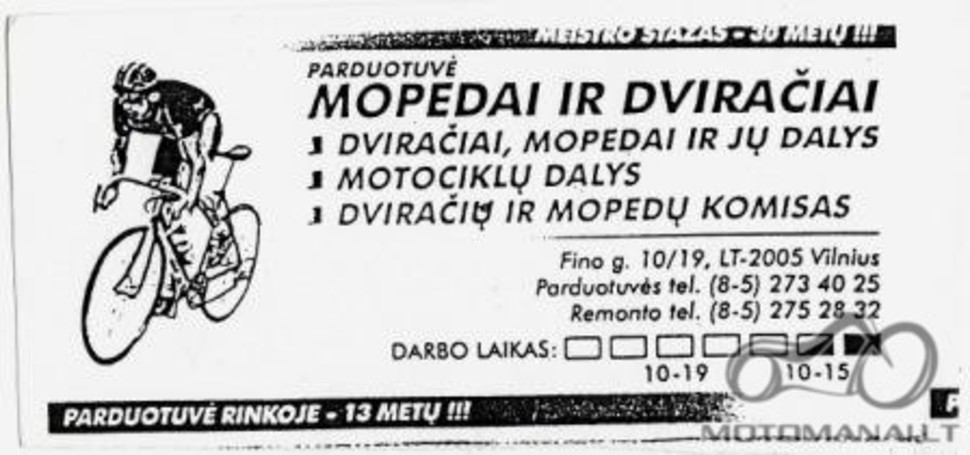 MEISTRO STAŽAS - 30 METŲ !!!
PARDUOTUVĖ
MOPEDAI IR DVIRAČIAI
DVIRAČIAI, MOPEDAI IR JŲ DALYS
MOTOCIKLŲ DALYS
DVIRAČIŲ IR MOPEDŲ KOMISAS
Fino g. 10/19, LT-2005 Vilnius
Parduotuvės tel. (8-5) 273 40 25
Remonto tel. (8-5) 275 28 32
DARBO LAIKAS:
10-19 10-15
PARDUOTUVĖ RINKOJE - 13 METŲ !!!
MOTOMANAI.LT